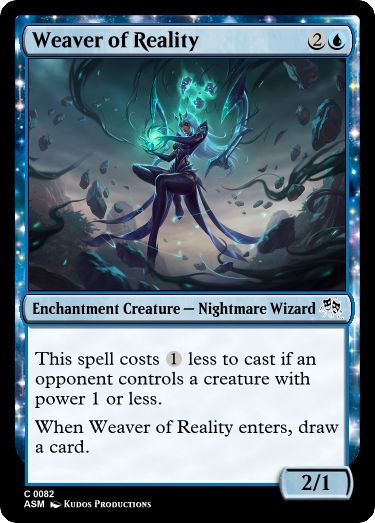 Weaver of Reality 2
Enchantment Creature — Nightmare Wizard
This spell costs 1 less to cast if an
opponent controls a creature with
power 1 or less.
When Weaver of Reality enters, draw
a card.
2/1
C 0082
ASM Kudos Productions